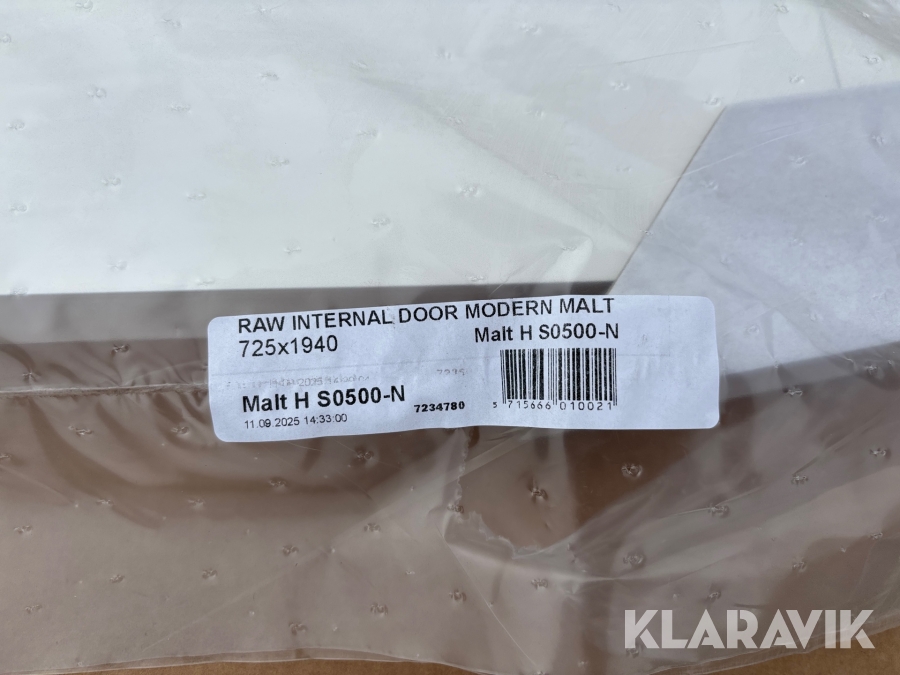 RAW INTERNAL DOOR MODERN MALT
725x1940
Malt H S0500-N
Malt H S0500-N
7234780
5 715666 010021
11.09.2025 14:33:00
KLARAVIK